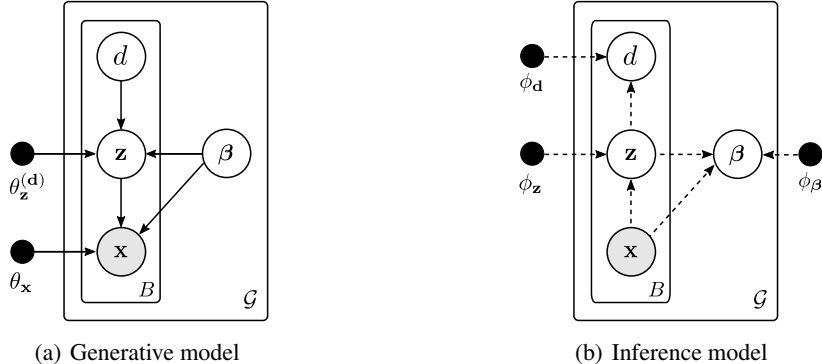 d
z
β
x
θ_z^(d)
θ_x
B
𝒢
(a) Generative model
d
z
β
x
ϕ_d
ϕ_z
ϕ_β
B
𝒢
(b) Inference model